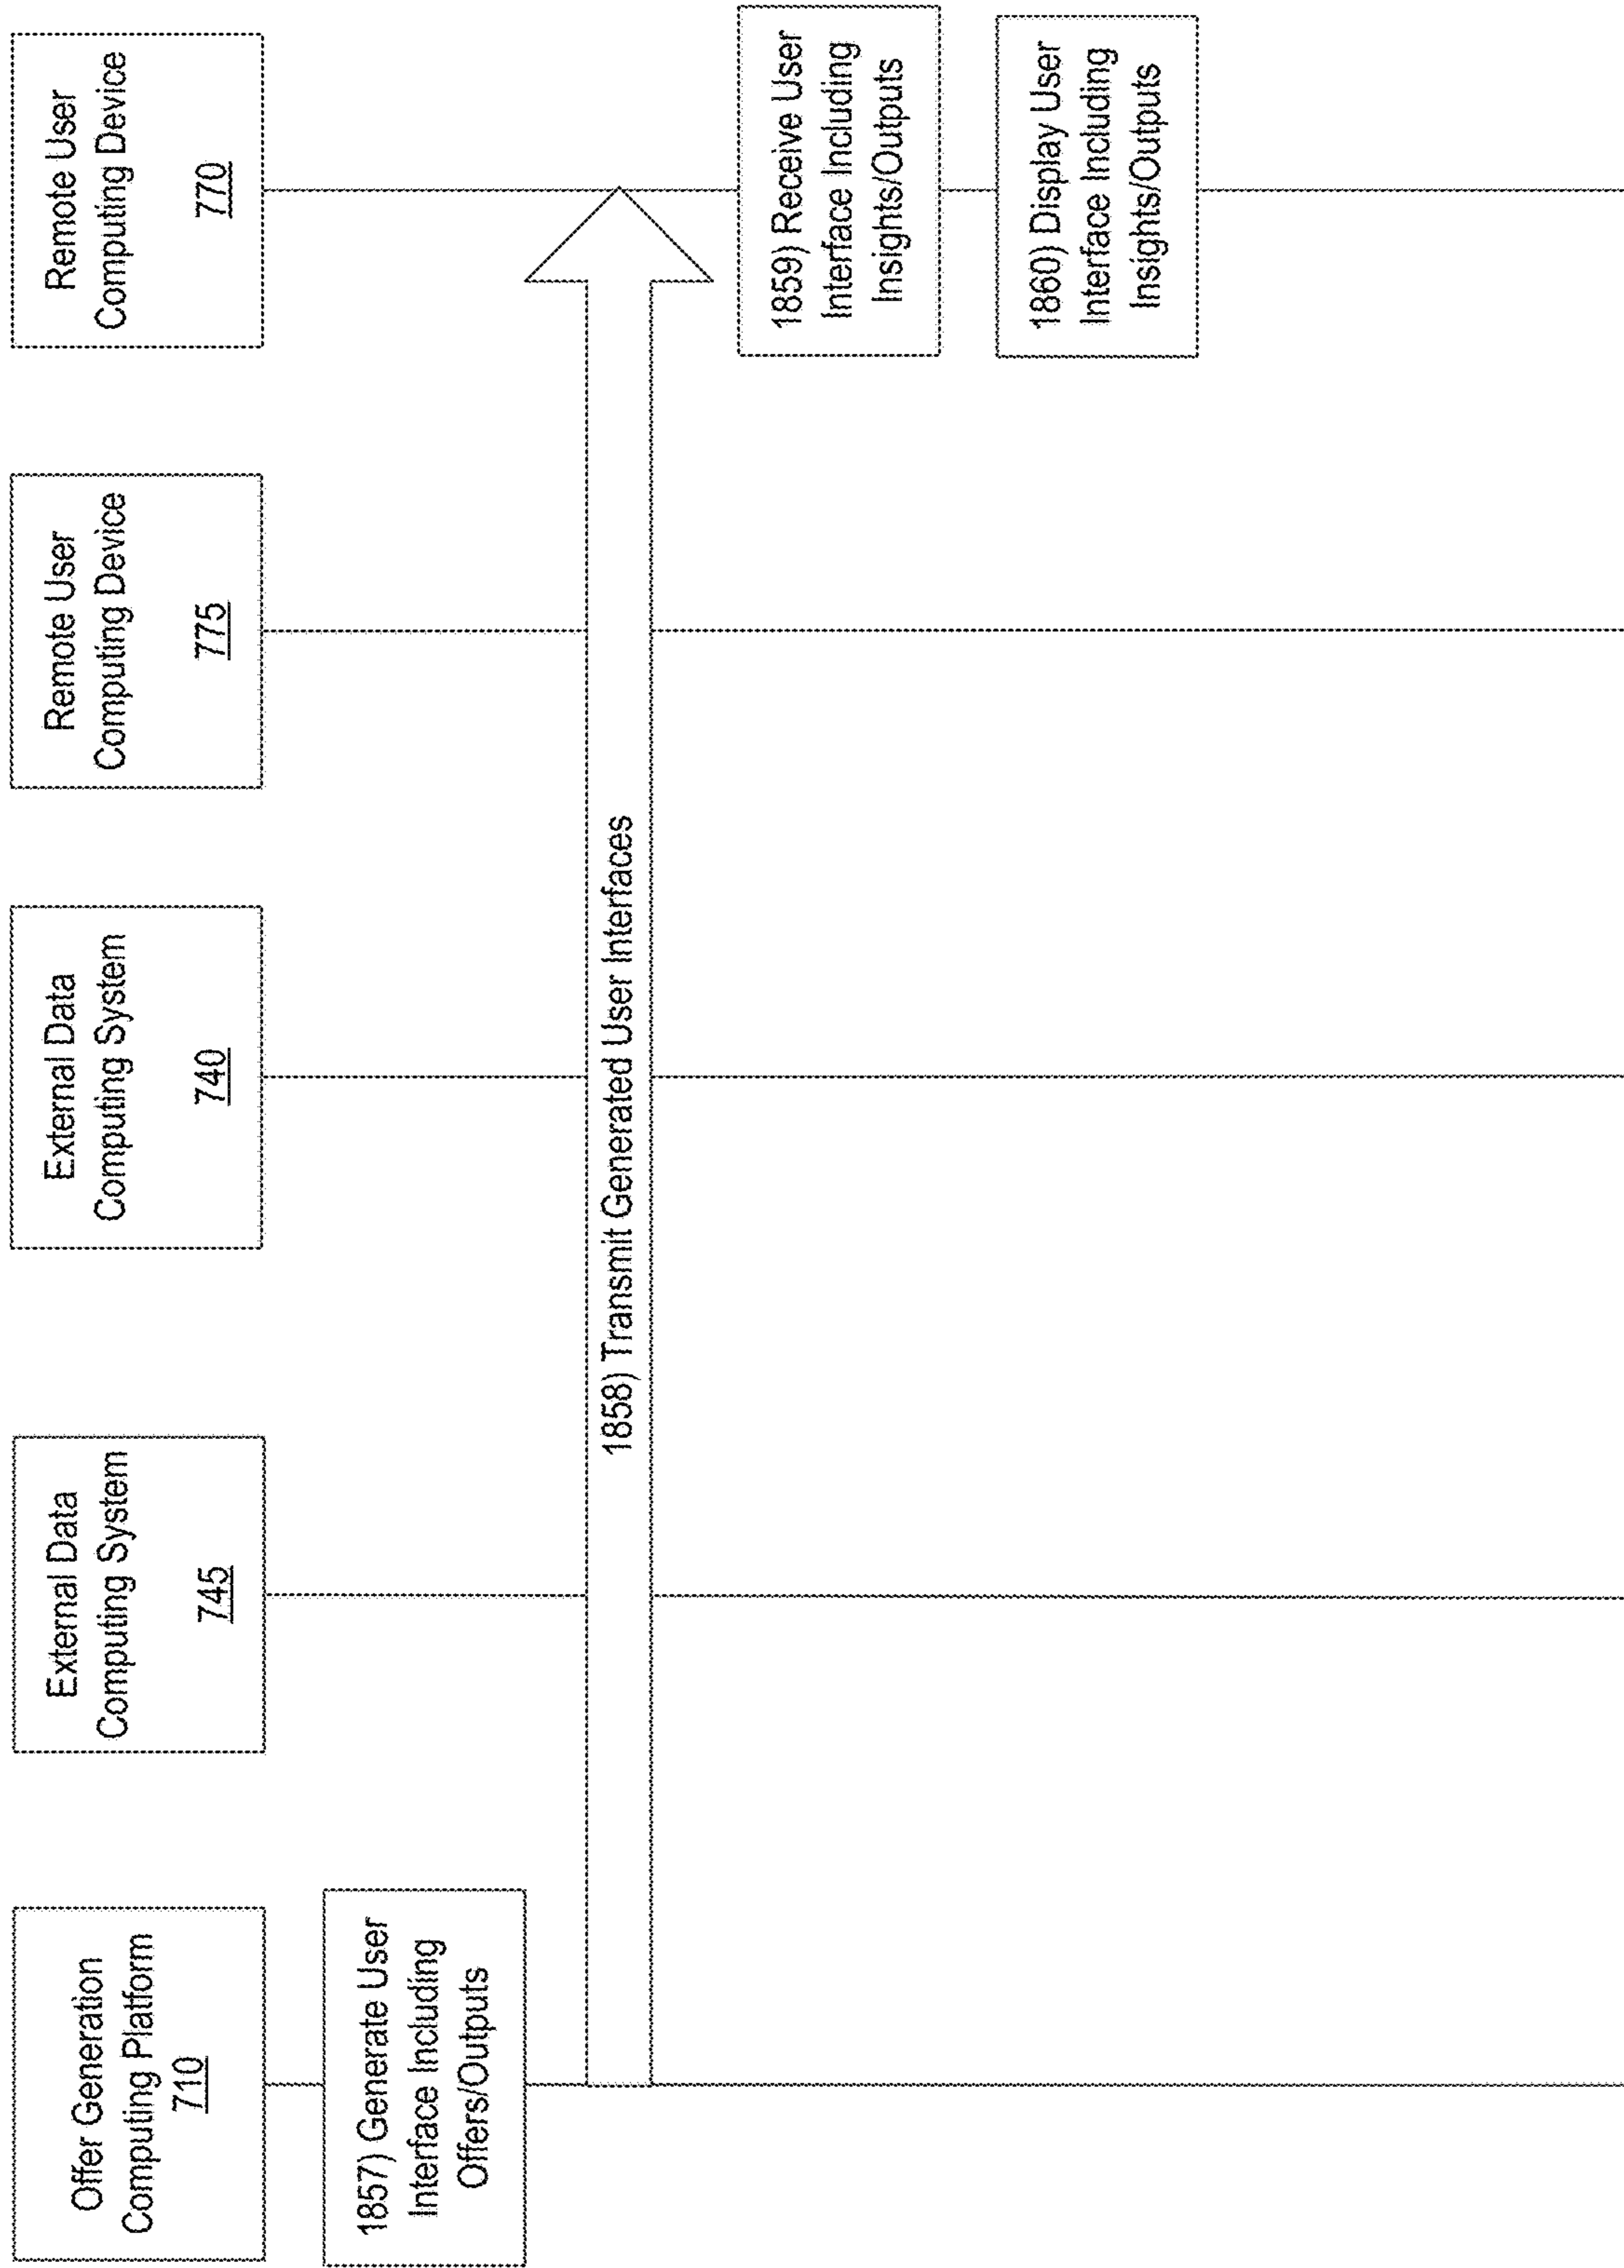 Offer Generation
Computing Platform
710
External Data
Computing System
745
External Data
Computing System
740
Remote User
Computing Device
775
Remote User
Computing Device
770
1857) Generate User
Interface Including
Offers/Outputs
1858) Transmit Generated User Interfaces
1859) Receive User
Interface Including
Insights/Outputs
1860) Display User
Interface Including
Insights/Outputs